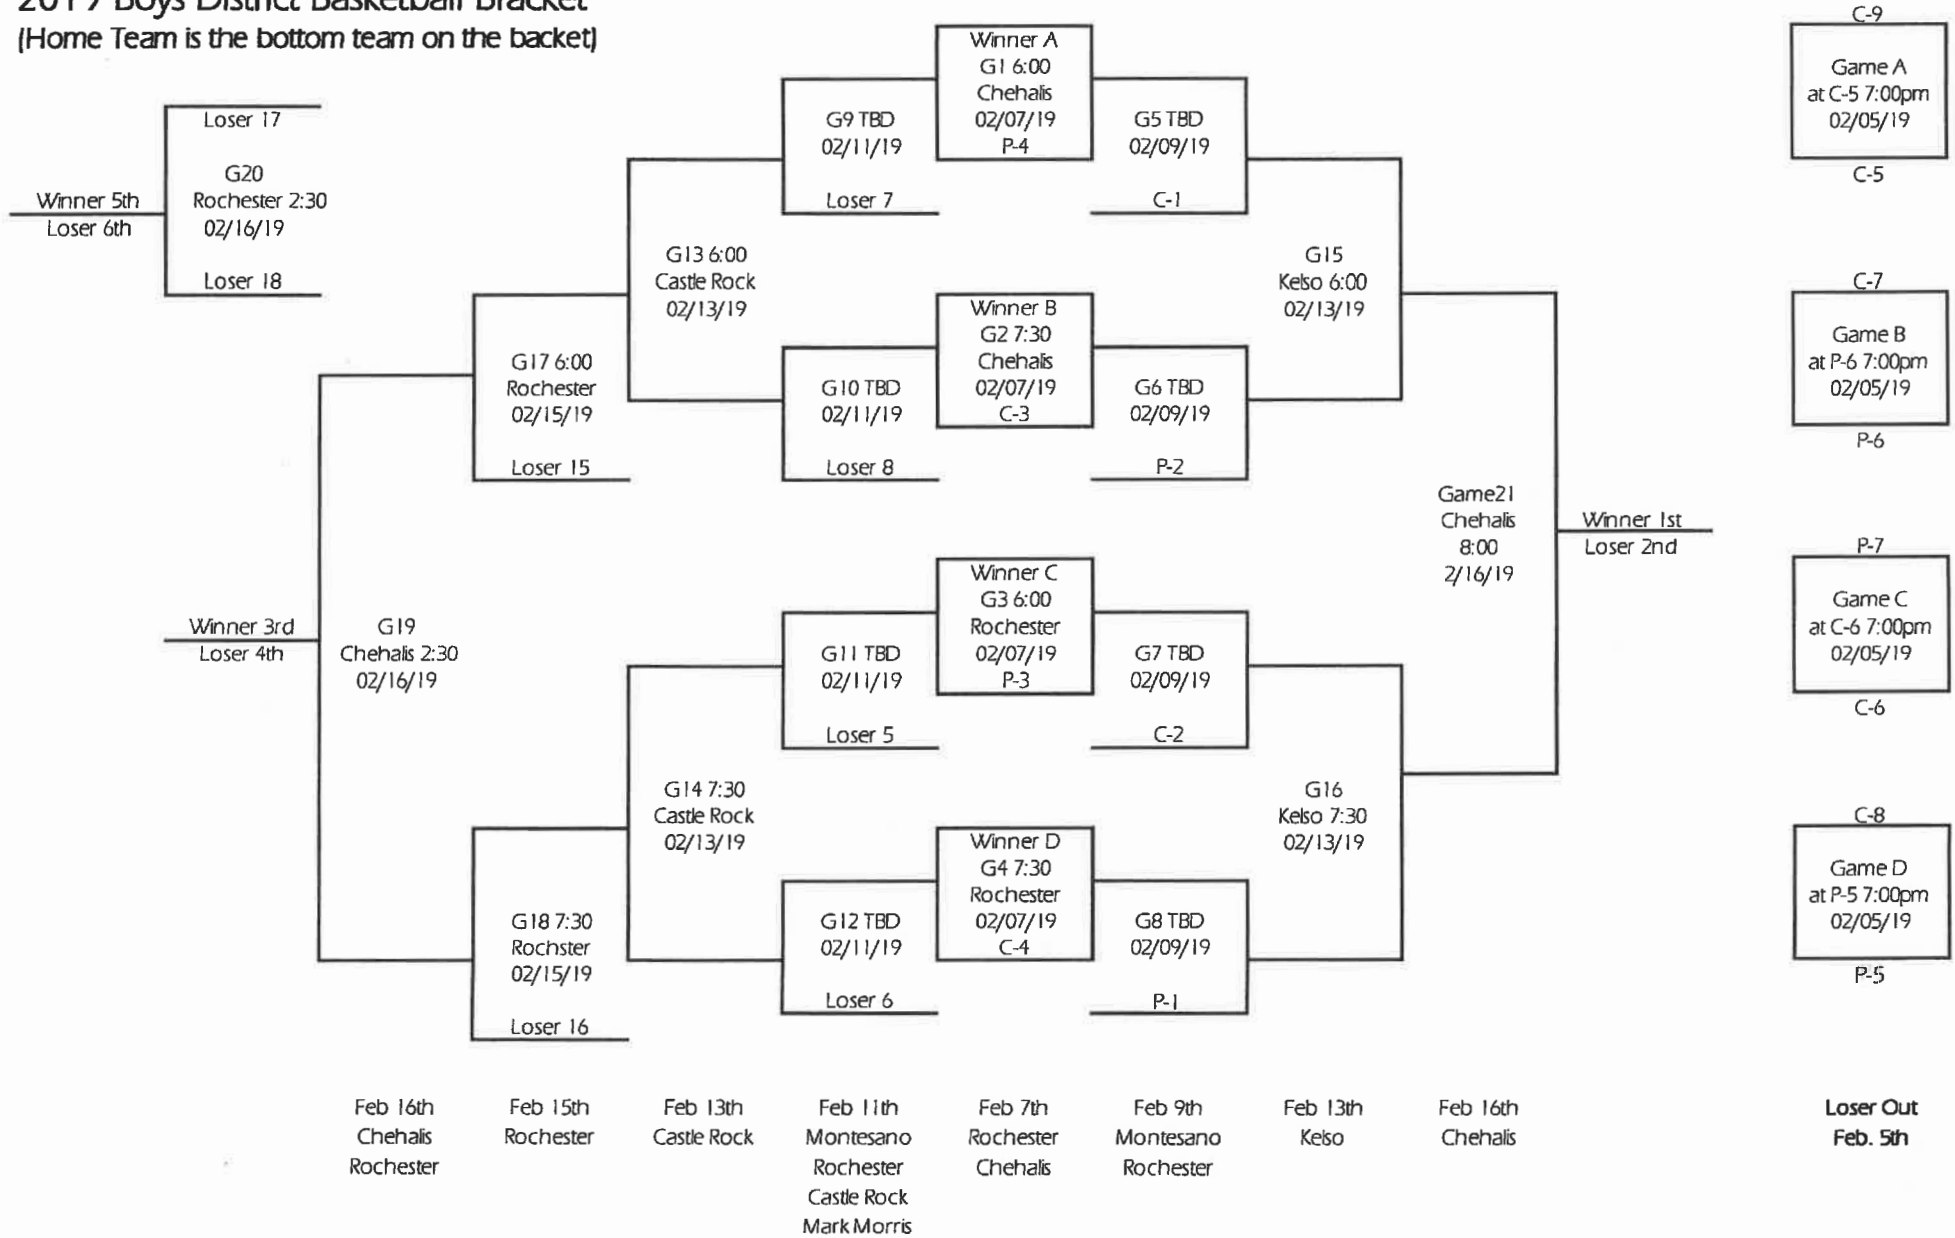 2019 Boys District Basketball Bracket
(Home Team is the bottom team on the backet)
Loser 17
G20
Rochester 2:30
02/16/19
Loser 18
Winner 5th
Loser 6th
Winner 3rd
Loser 4th
G19
Chehalis 2:30
02/16/19
G17 6:00
Rochester
02/15/19
Loser 15
G18 7:30
Rochster
02/15/19
Loser 16
G13 6:00
Castle Rock
02/13/19
G14 7:30
Castle Rock
02/13/19
G9 TBD
02/11/19
Loser 7
G10 TBD
02/11/19
Loser 8
G11 TBD
02/11/19
Loser 5
G12 TBD
02/11/19
Loser 6
Winner A
G1 6:00
Chehalis
02/07/19
P-4
Winner B
G2 7:30
Chehalis
02/07/19
C-3
Winner C
G3 6:00
Rochester
02/07/19
P-3
Winner D
G4 7:30
Rochester
02/07/19
C-4
G5 TBD
02/09/19
C-1
G6 TBD
02/09/19
P-2
G7 TBD
02/09/19
C-2
G8 TBD
02/09/19
P-1
G15
Kelso 6:00
02/13/19
G16
Kelso 7:30
02/13/19
Game21
Chehalis
8:00
2/16/19
Winner 1st
Loser 2nd
C-9
Game A
at C-5 7:00pm
02/05/19
C-5
C-7
Game B
at P-6 7:00pm
02/05/19
P-6
P-7
Game C
at C-6 7:00pm
02/05/19
C-6
C-8
Game D
at P-5 7:00pm
02/05/19
P-5
Feb 16th
Chehalis
Rochester
Feb 15th
Rochester
Feb 13th
Castle Rock
Feb 11th
Montesano
Rochester
Castle Rock
Mark Morris
Feb 7th
Rochester
Chehalis
Feb 9th
Montesano
Rochester
Feb 13th
Kelso
Feb 16th
Chehalis
Loser Out
Feb. 5th